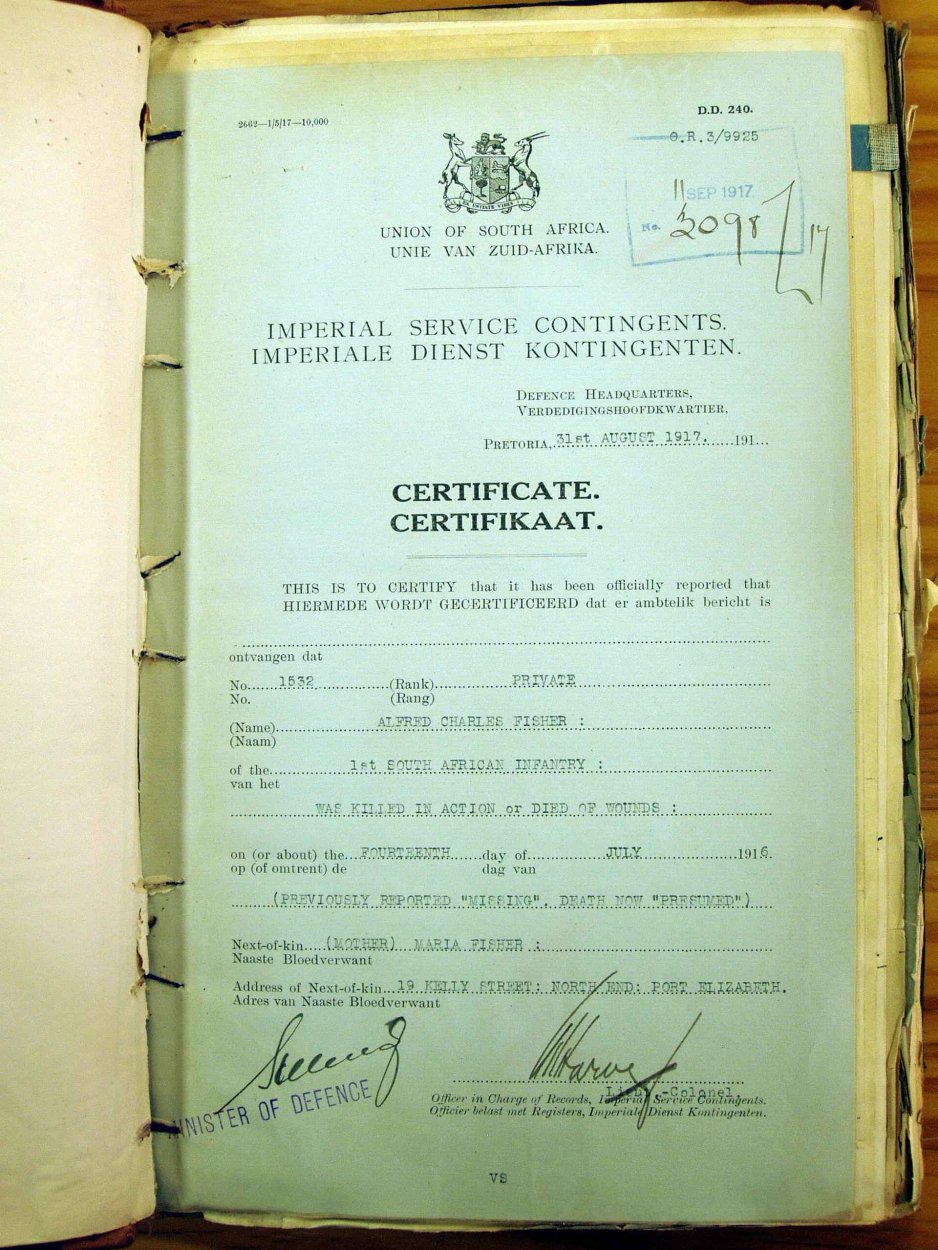 2662—1/5/17—10,000
D.D. 240.
O.R.3/9925
11 SEP 1917
No. 3098/17
EX UNITATE VIRES
UNION OF SOUTH AFRICA.
UNIE VAN ZUID-AFRIKA.
IMPERIAL SERVICE CONTINGENTS.
IMPERIALE DIENST KONTINGENTEN.
DEFENCE HEADQUARTERS,
VERDEDIGINGSHOOFDKWARTIER,
PRETORIA, 31st AUGUST 1917. 191...
CERTIFICATE.
CERTIFIKAAT.
THIS IS TO CERTIFY that it has been officially reported that
HIERMEDE WORDT GECERTIFICEERD dat er ambtelik bericht is
ontvangen dat
No. 1532 (Rank) PRIVATE
No. (Rang)
(Name) ALFRED CHARLES FISHER :
(Naam)
of the 1st SOUTH AFRICAN INFANTRY :
van het
WAS KILLED IN ACTION or DIED OF WOUNDS :
on (or about) the FOURTEENTH day of JULY 1916.
op (of omtrent) de dag van
(PREVIOUSLY REPORTED "MISSING". DEATH NOW "PRESUMED")
Next-of-kin (MOTHER) MARIA FISHER :
Naaste Bloedverwant
Address of Next-of-kin 19 KELLY STREET: NORTH END: PORT ELIZABETH.
Adres van Naaste Bloedverwant
MINISTER OF DEFENCE
Lieut.-Colonel,
Officer in Charge of Records, Imperial Service Contingents.
Officier belast met Registers, Imperiale Dienst Kontingenten.
VS